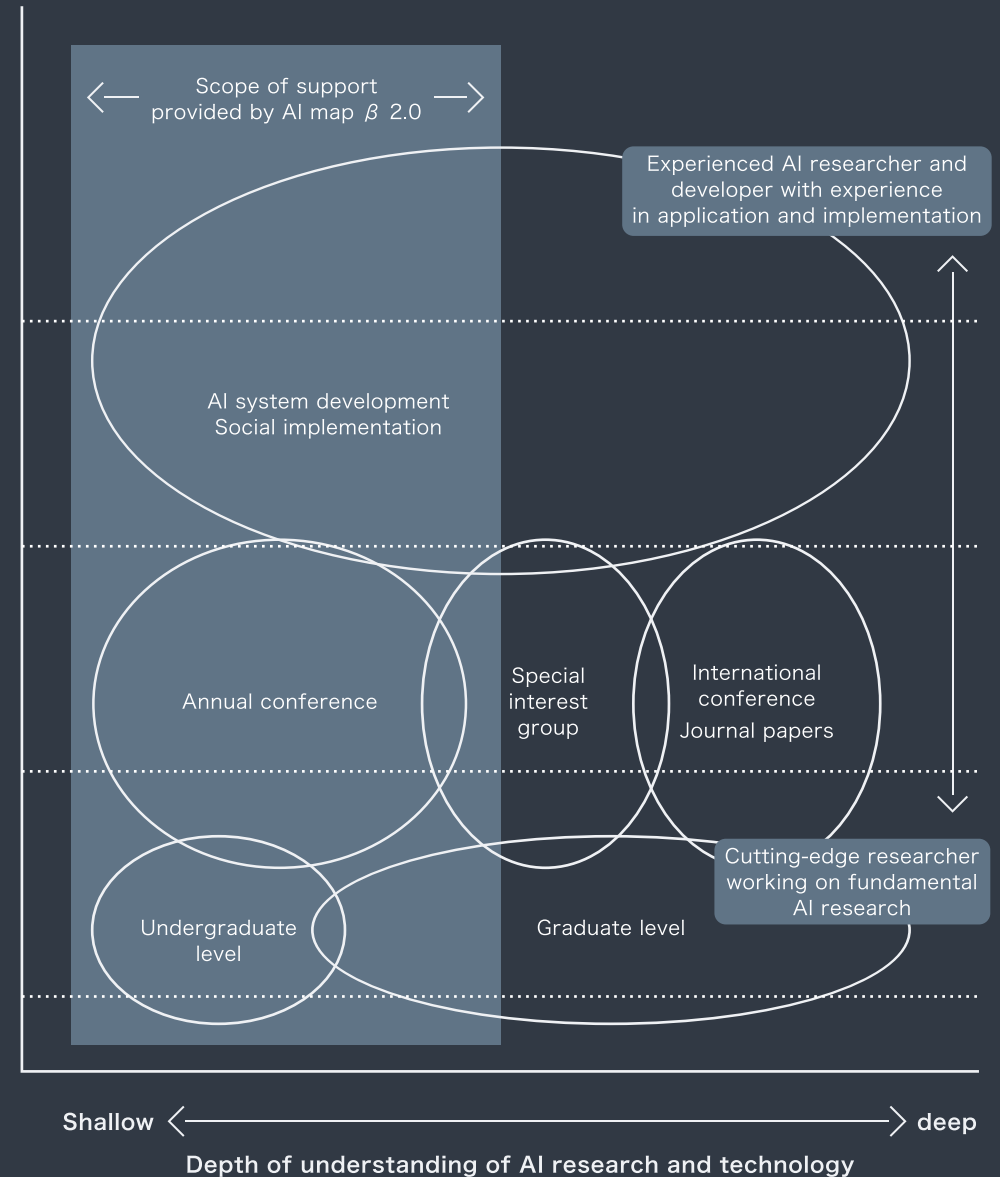 Scope of support
provided by AI map β 2.0
Experienced AI researcher and
developer with experience
in application and implementation
AI system development
Social implementation
Annual conference
Special
interest
group
International
conference
Journal papers
Cutting-edge researcher
working on fundamental
AI research
Undergraduate
level
Graduate level
Shallow
deep
Depth of understanding of AI research and technology